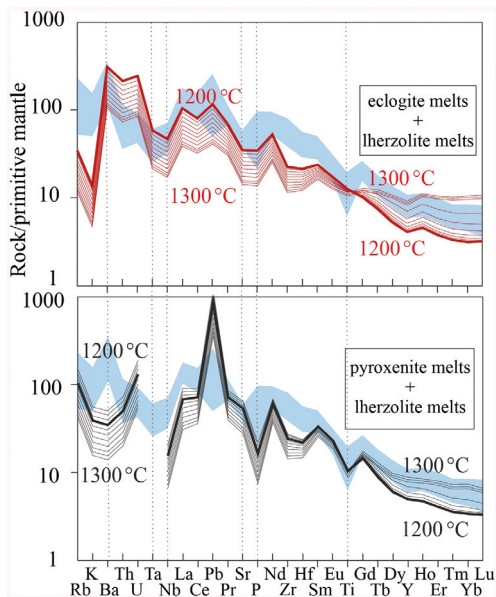 1000
1200 °C
eclogite melts
+
lherzolite melts
100
1300 °C
1300 °C
10
1200 °C
1
Rock/primitive mantle
1000
1200 °C
pyroxenite melts
+
lherzolite melts
100
1300 °C
1300 °C
10
1200 °C
1
K Th Ta La Pb Sr Nd Hf Eu Gd Dy Ho Tm Lu
Rb Ba U Nb Ce Pr P Zr Sm Ti Tb Y Er Yb